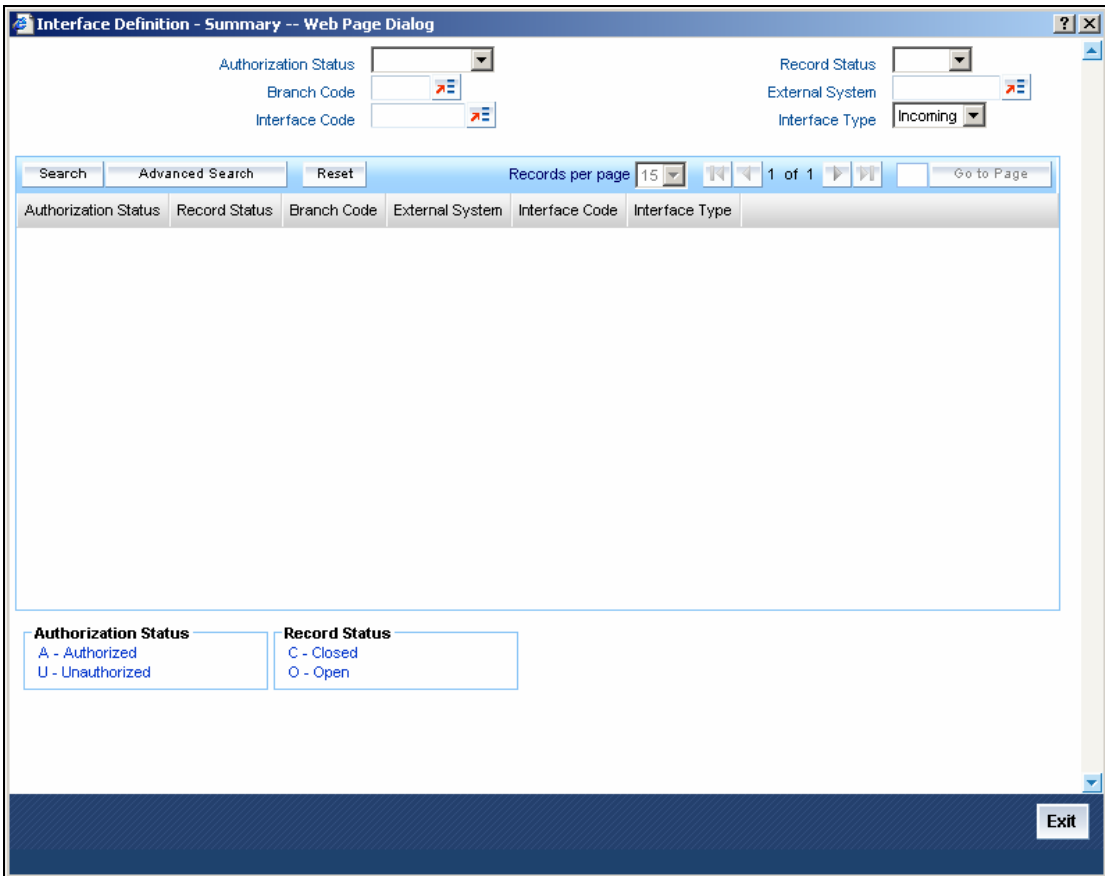 Interface Definition - Summary -- Web Page Dialog
Authorization Status Record Status
Branch Code External System
Interface Code Interface Type Incoming
Search Advanced Search Reset Records per page 15 1 of 1 Go to Page
Authorization Status Record Status Branch Code External System Interface Code Interface Type
Authorization Status Record Status
A - Authorized C - Closed
U - Unauthorized O - Open
Exit